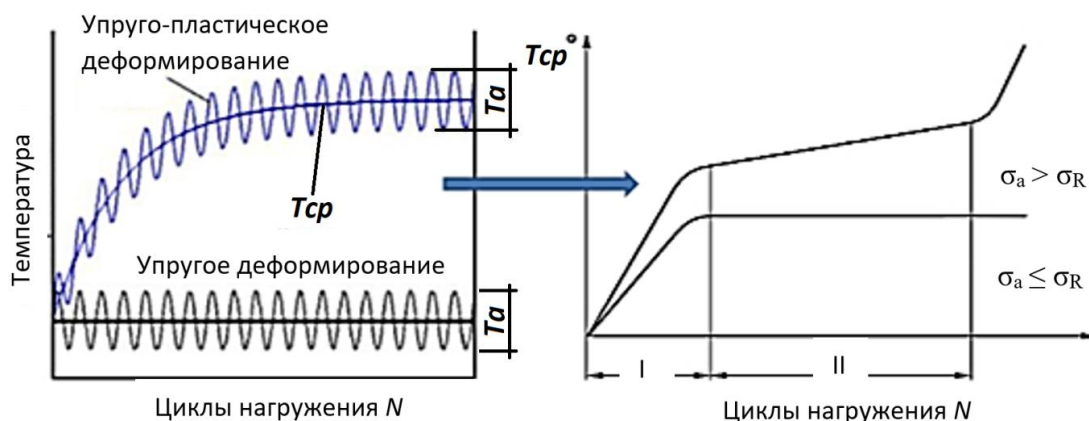 Упруго-пластическое
деформирование
Tcp
Ta
Температура
Упругое деформирование
Ta
Циклы нагружения N
Tcp°
σa > σR
σa ≤ σR
I
II
Циклы нагружения N